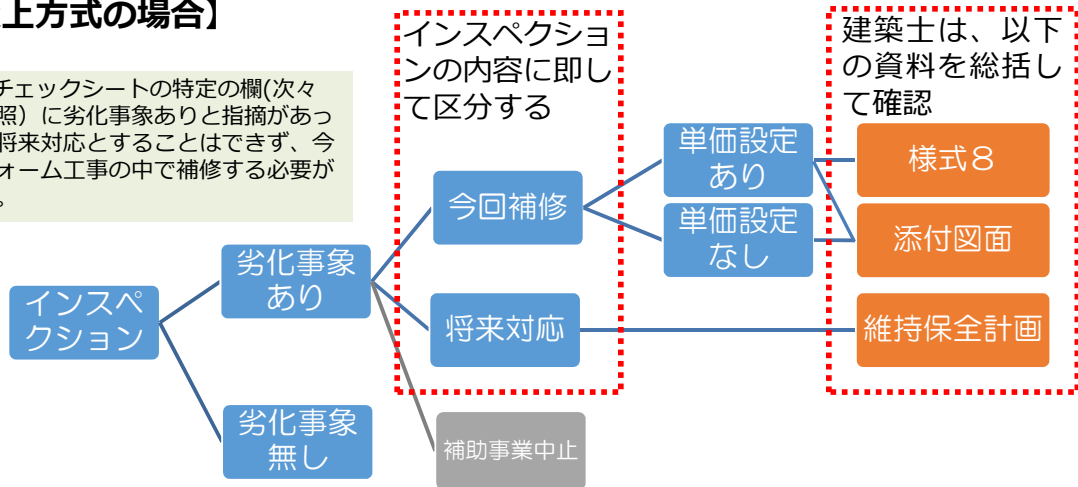 上方式の場合】
チェックシートの特定の欄(次々
照）に劣化事象ありと指摘があっ
将来対応とすることはできず、今
ォーム工事の中で補修する必要が
。
インスペクショ
ンの内容に即し
て区分する
建築士は、以下
の資料を総括し
て確認
インスペ
クション
劣化事象
あり
劣化事象
無し
今回補修
将来対応
補助事業中止
単価設定
あり
単価設定
なし
様式８
添付図面
維持保全計画